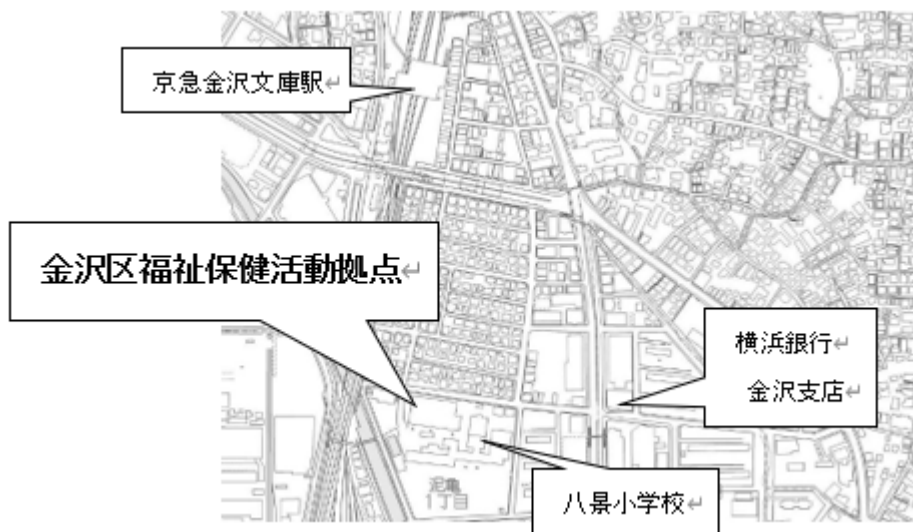 京急金沢文庫駅↵
金沢区福祉保健活動拠点↵
横浜銀行↵
金沢支店↵
八景小学校↵
泥亀
1丁目